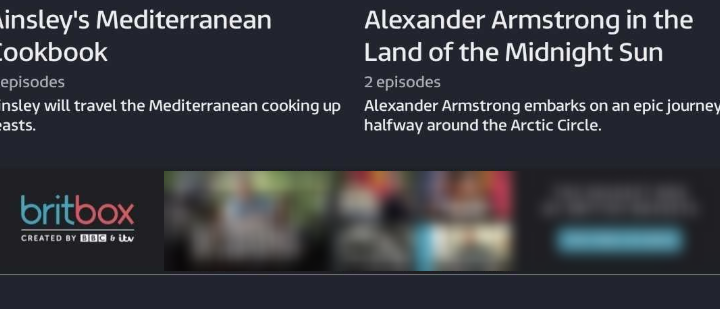 insley's Mediterranean
ookbook
episodes
insley will travel the Mediterranean cooking up
easts.
Alexander Armstrong in the
Land of the Midnight Sun
2 episodes
Alexander Armstrong embarks on an epic journey
halfway around the Arctic Circle.
britbox
CREATED BY BBC & itv